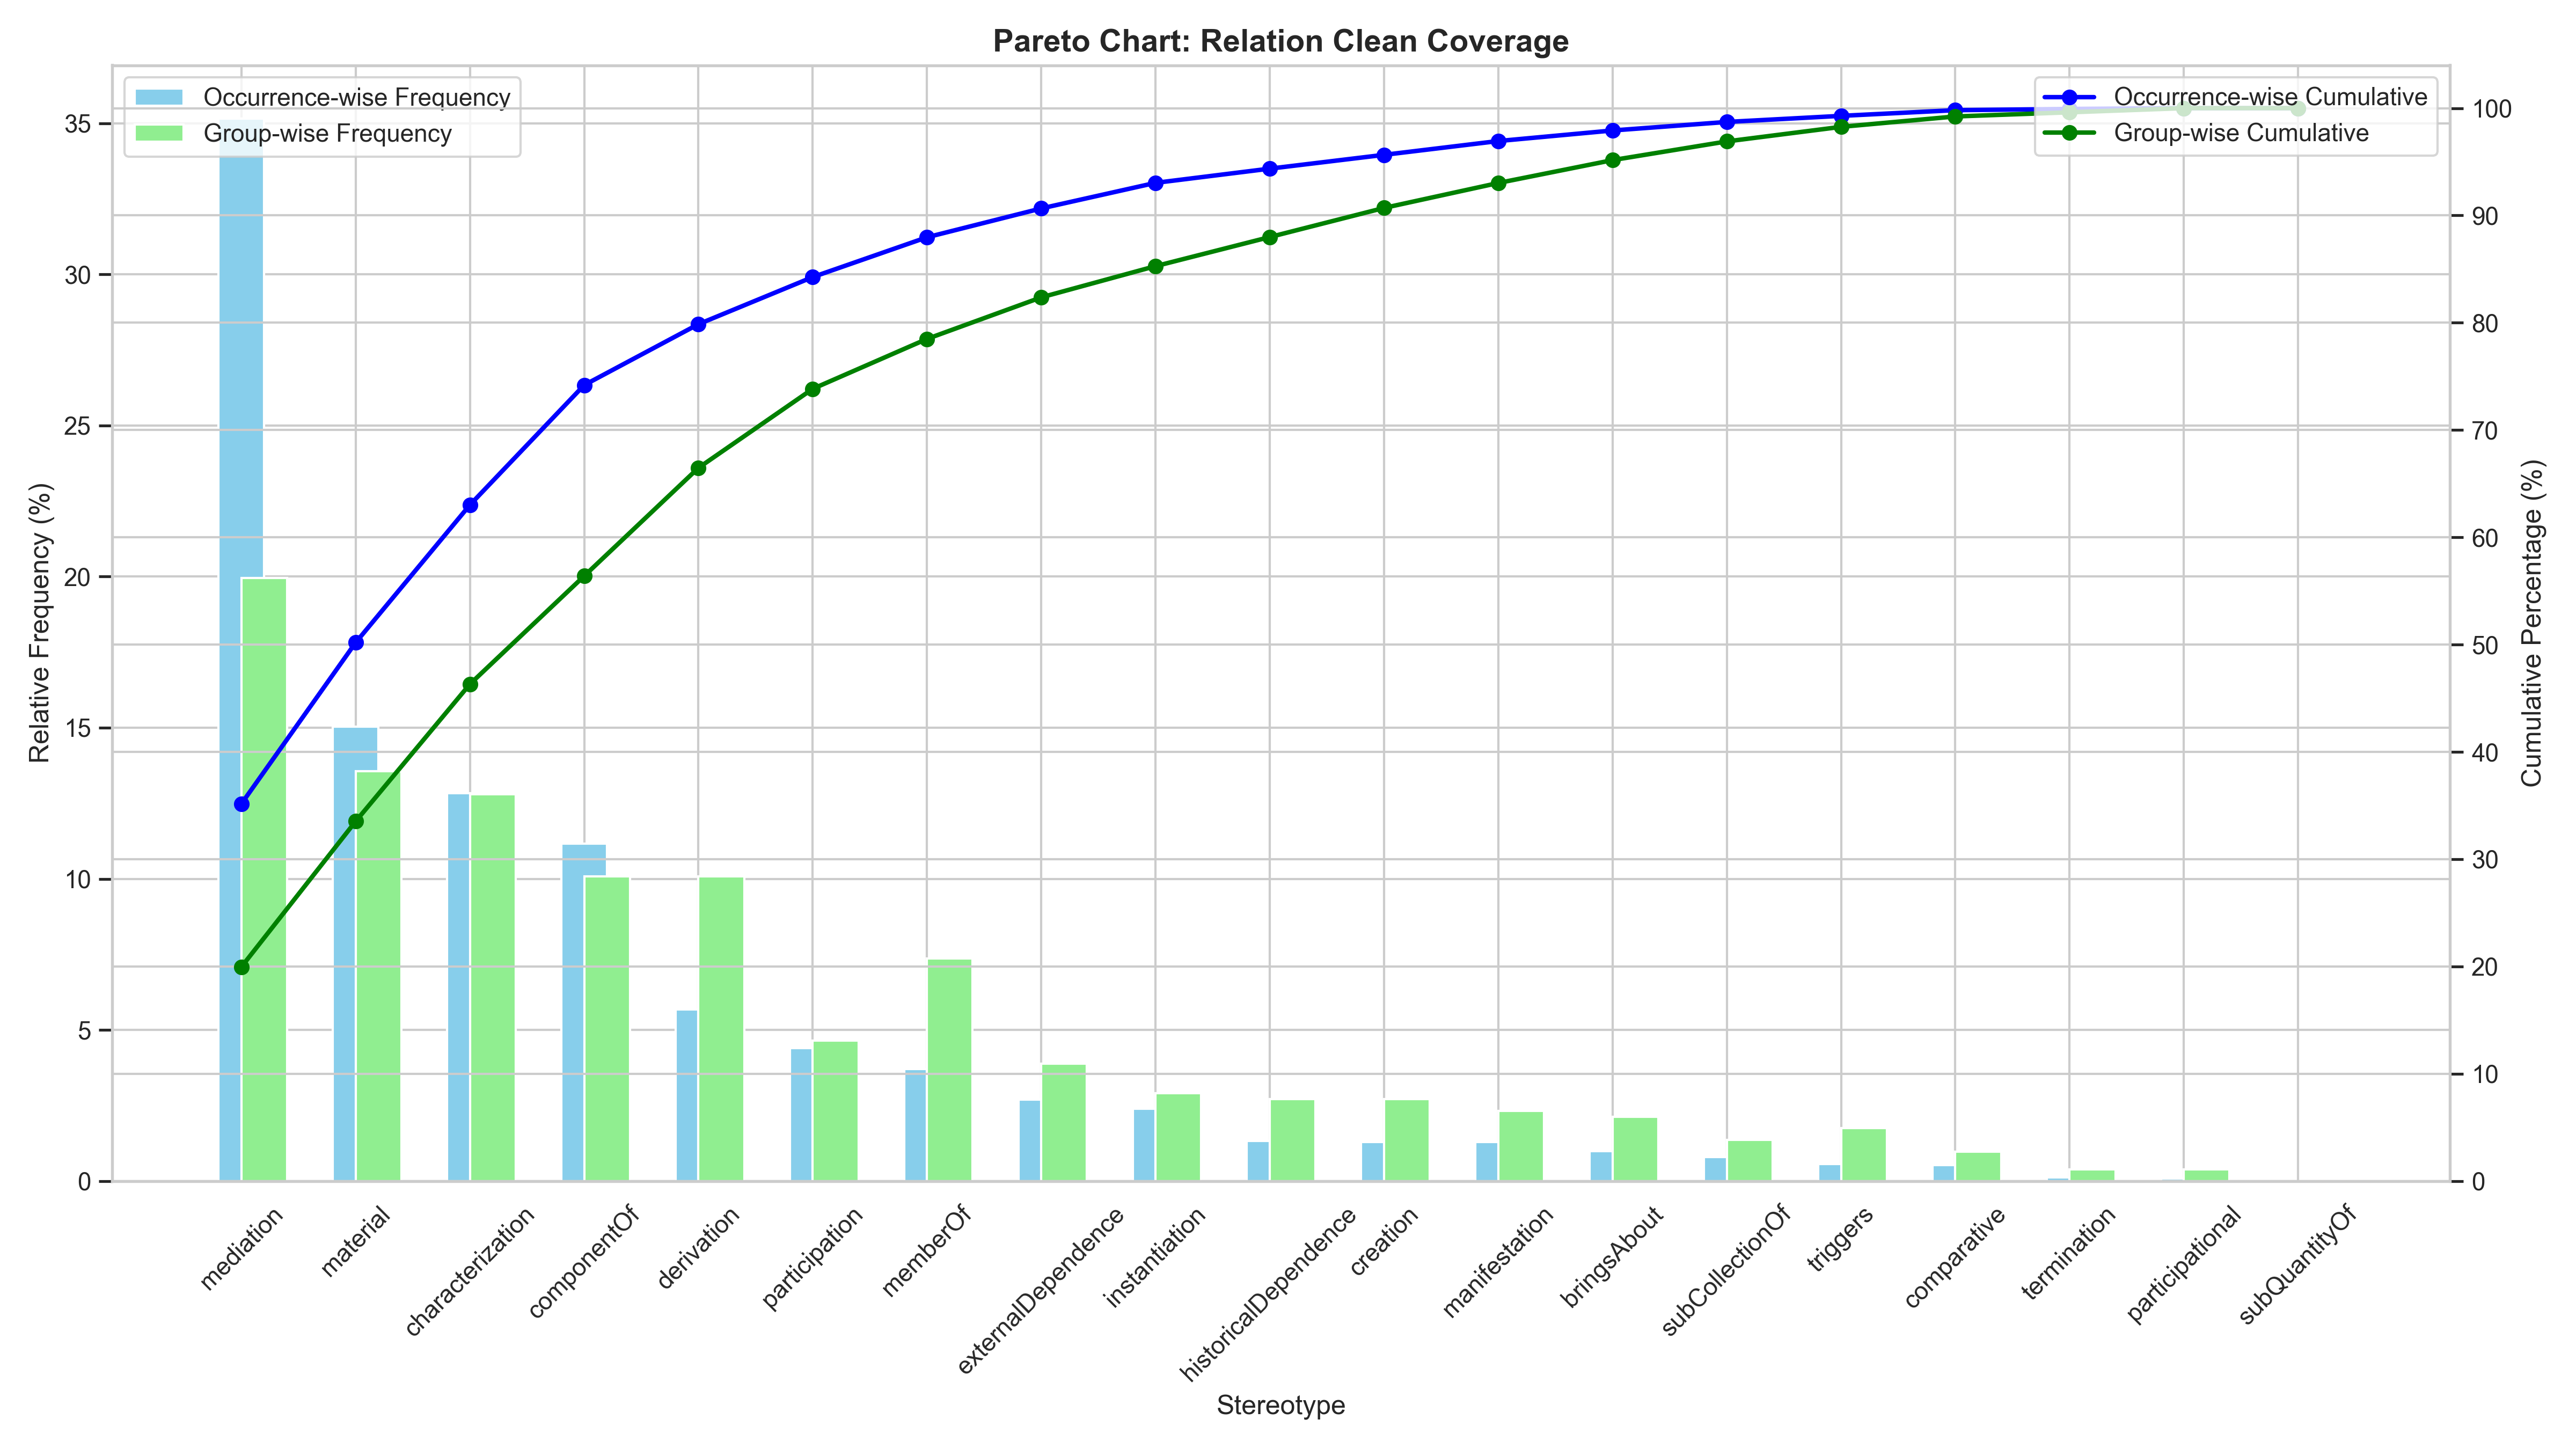 Pareto Chart: Relation Clean Coverage
Occurrence-wise Frequency
Group-wise Frequency
Occurrence-wise Cumulative
Group-wise Cumulative
Relative Frequency (%)
35
30
25
20
15
10
5
0
Cumulative Percentage (%)
100
90
80
70
60
50
40
30
20
10
0
mediation
material
characterization
componentOf
derivation
participation
memberOf
externalDependence
instantiation
historicalDependence
creation
manifestation
bringsAbout
subCollectionOf
triggers
comparative
termination
participational
subQuantityOf
Stereotype